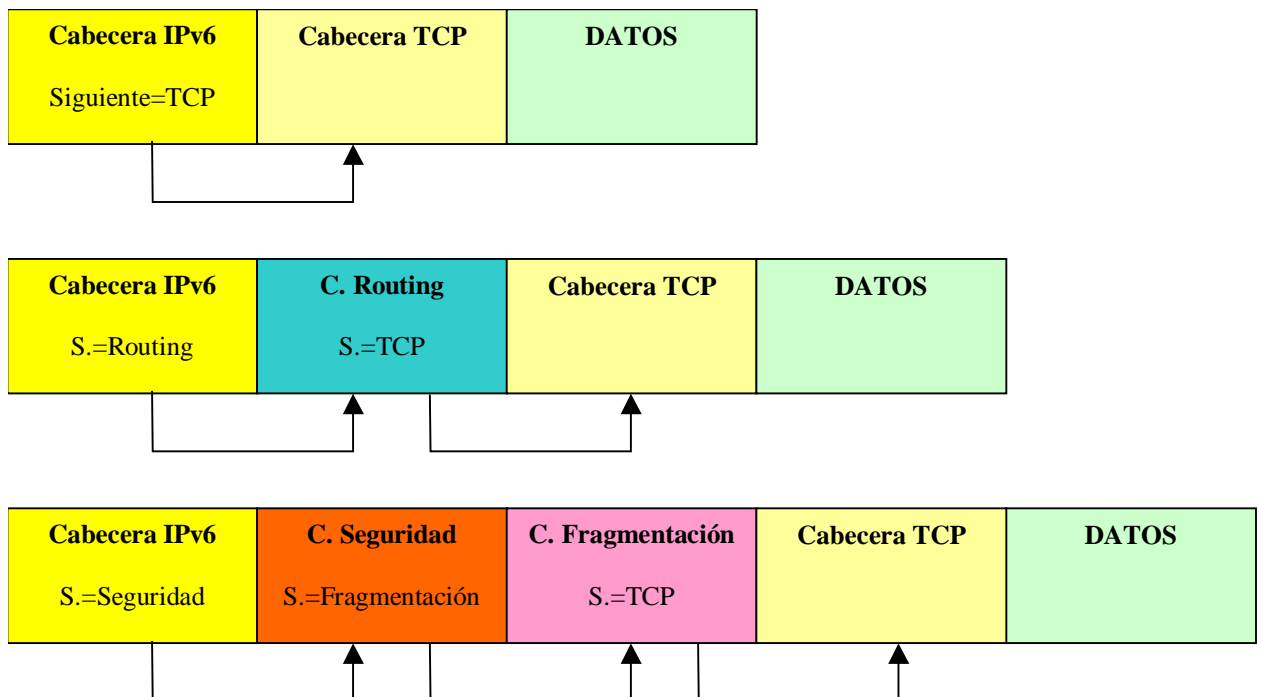 Cabecera IPv6 Cabecera TCP DATOS
Siguiente=TCP
Cabecera IPv6 C. Routing Cabecera TCP DATOS
S.=Routing S.=TCP
Cabecera IPv6 C. Seguridad C. Fragmentación Cabecera TCP DATOS
S.=Seguridad S.=Fragmentación S.=TCP